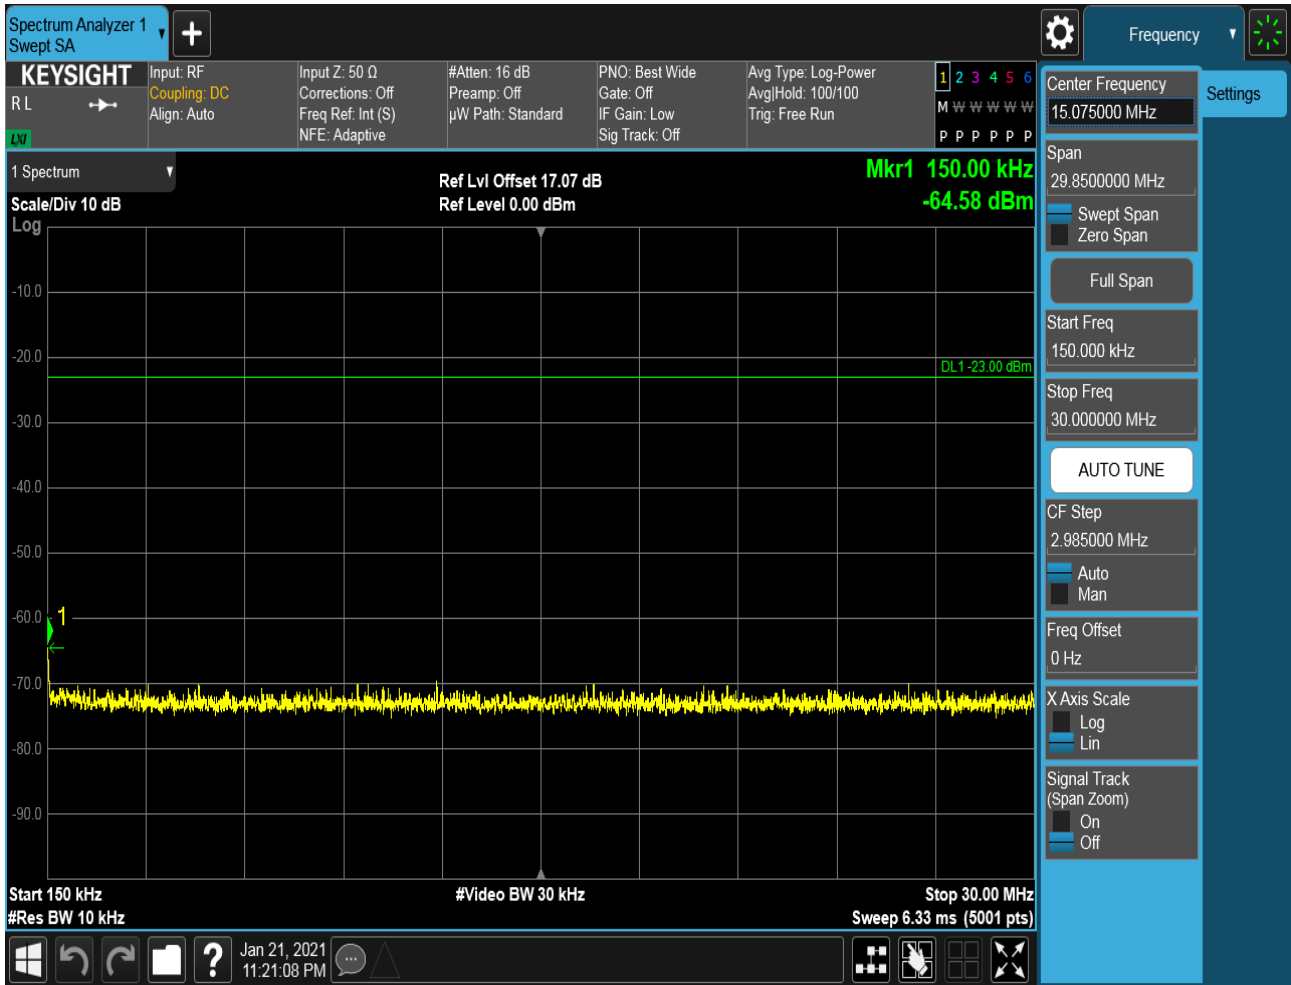 Spectrum Analyzer 1
Swept SA
Frequency
KEYSIGHT
R L
LXI
Input: RF
Coupling: DC
Align: Auto
Input Z: 50 Ω
Corrections: Off
Freq Ref: Int (S)
NFE: Adaptive
#Atten: 16 dB
Preamp: Off
µW Path: Standard
PNO: Best Wide
Gate: Off
IF Gain: Low
Sig Track: Off
Avg Type: Log-Power
Avg|Hold: 100/100
Trig: Free Run
1 2 3 4 5 6
M W W W W W
P P P P P P
1 Spectrum
Scale/Div 10 dB
Log
Ref Lvl Offset 17.07 dB
Ref Level 0.00 dBm
Mkr1 150.00 kHz
-64.58 dBm
-10.0
-20.0
DL1 -23.00 dBm
-30.0
-40.0
-50.0
-60.0
1
-70.0
-80.0
-90.0
Start 150 kHz
#Res BW 10 kHz
#Video BW 30 kHz
Stop 30.00 MHz
Sweep 6.33 ms (5001 pts)
Center Frequency
15.075000 MHz
Settings
Span
29.8500000 MHz
Swept Span
Zero Span
Full Span
Start Freq
150.000 kHz
Stop Freq
30.000000 MHz
AUTO TUNE
CF Step
2.985000 MHz
Auto
Man
Freq Offset
0 Hz
X Axis Scale
Log
Lin
Signal Track
(Span Zoom)
On
Off
?
Jan 21, 2021
11:21:08 PM